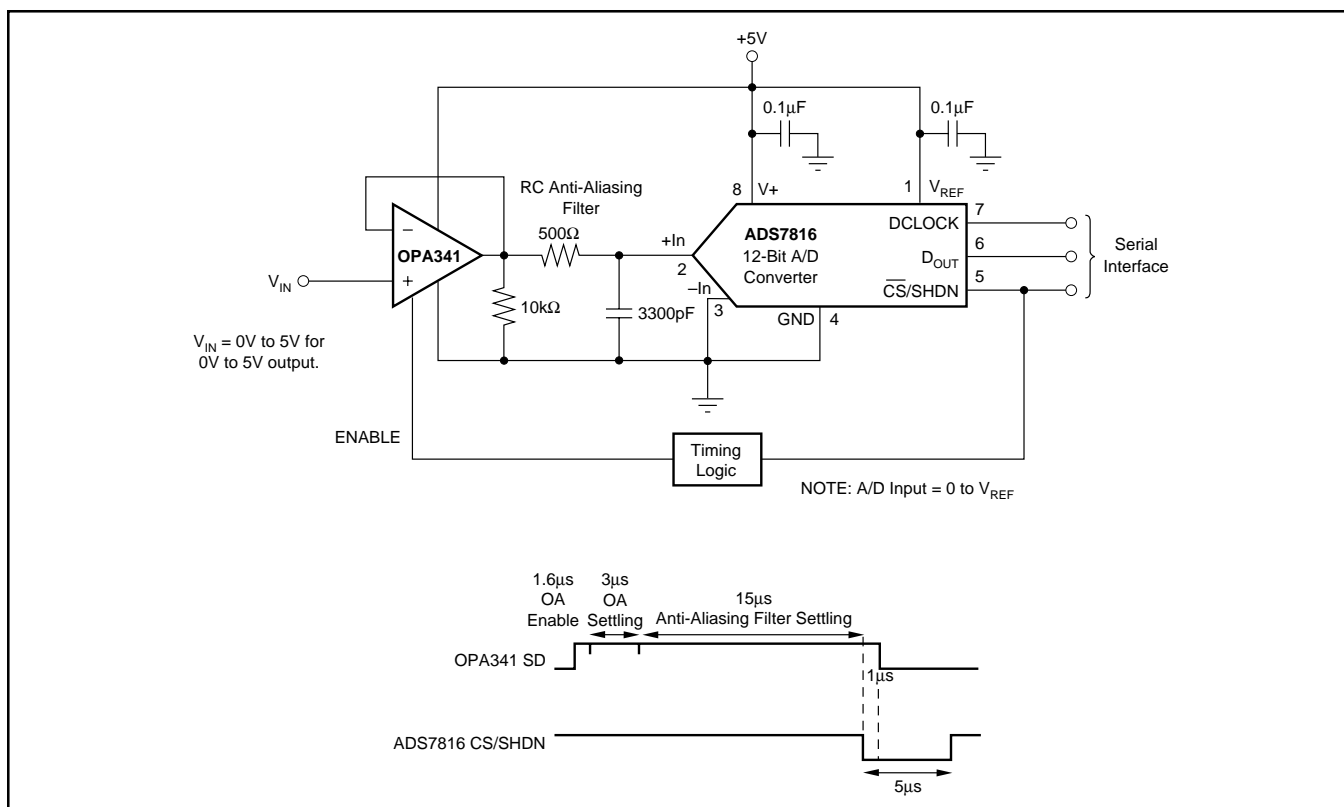 +5V
0.1µF
0.1µF
RC Anti-Aliasing
Filter
8
V+
1
VREF
500Ω
+In
2
–In
3
ADS7816
12-Bit A/D
Converter
DCLOCK
7
DOUT
6
CS/SHDN
5
Serial
Interface
–
OPA341
+
VIN
10kΩ
3300pF
GND
4
VIN = 0V to 5V for
0V to 5V output.
ENABLE
Timing
Logic
NOTE: A/D Input = 0 to VREF
1.6µs
OA
Enable
3µs
OA
Settling
15µs
Anti-Aliasing Filter Settling
OPA341 SD
1µs
ADS7816 CS/SHDN
5µs